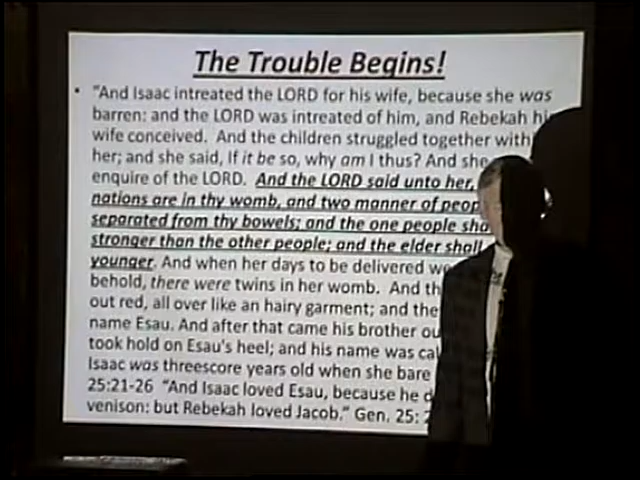 The Trouble Begins!
• "And Isaac intreated the LORD for his wife, because she was
barren: and the LORD was intreated of him, and Rebekah
wife conceived. And the children struggled together with
her; and she said, If it be so, why am I thus? And she
enquire of the LORD. And the LORD said unto her,
nations are in thy womb, and two manner of
separated from thy bowels; and the one people
stronger than the other people; and the elder shall
younger. And when her days to be delivered
behold, there were twins in her womb. And
out red, all over like an hairy garment; and
name Esau. And after that came his brother
took hold on Esau's heel; and his name was
Isaac was threescore years old when she bare
25:21-26 "And Isaac loved Esau, because he
venison: but Rebekah loved Jacob." Gen. 25: